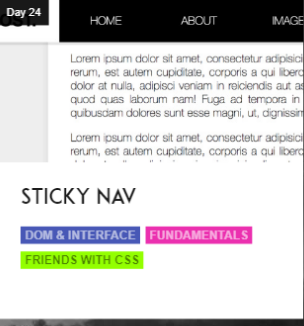 Day 24
HOME ABOUT IMAGE
Lorem ipsum dolor sit amet, consectetur adipisici
rerum, est autem cupiditate, corporis a qui liberc
dolor at nulla, adipisci veniam in reiciendis aut as
quod quas laborum nam! Fuga ad tempora in
quibusdam dolores sunt esse magni, ut, dignissim
Lorem ipsum dolor sit amet, consectetur adipisici
rerum, est autem cupiditate, corporis a qui liberc
STICKY NAV
DOM & INTERFACE FUNDAMENTALS
FRIENDS WITH CSS